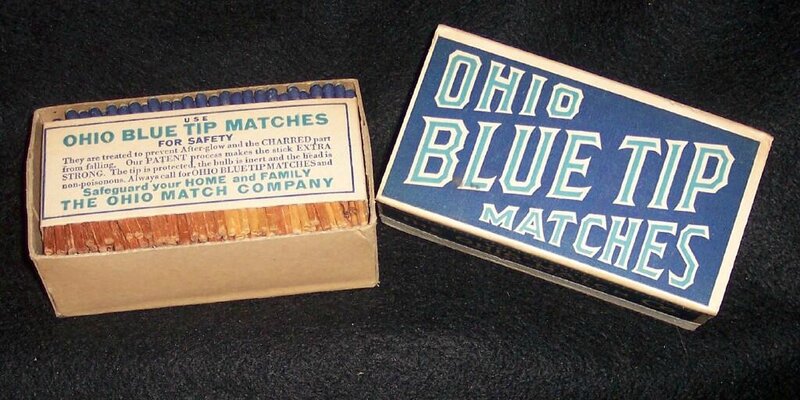 USE
OHIO BLUE TIP MATCHES
FOR SAFETY
They are treated to prevent After-glow and the CHARRED part
from falling. Our PATENT process makes the stick EXTRA
STRONG. The tip is protected, the bulb is inert and the head is
non-poisonous. Always call for OHIO BLUE TIP MATCHES and
Safeguard your HOME and FAMILY
THE OHIO MATCH COMPANY
OHIO
BLUE TIP
MATCHES